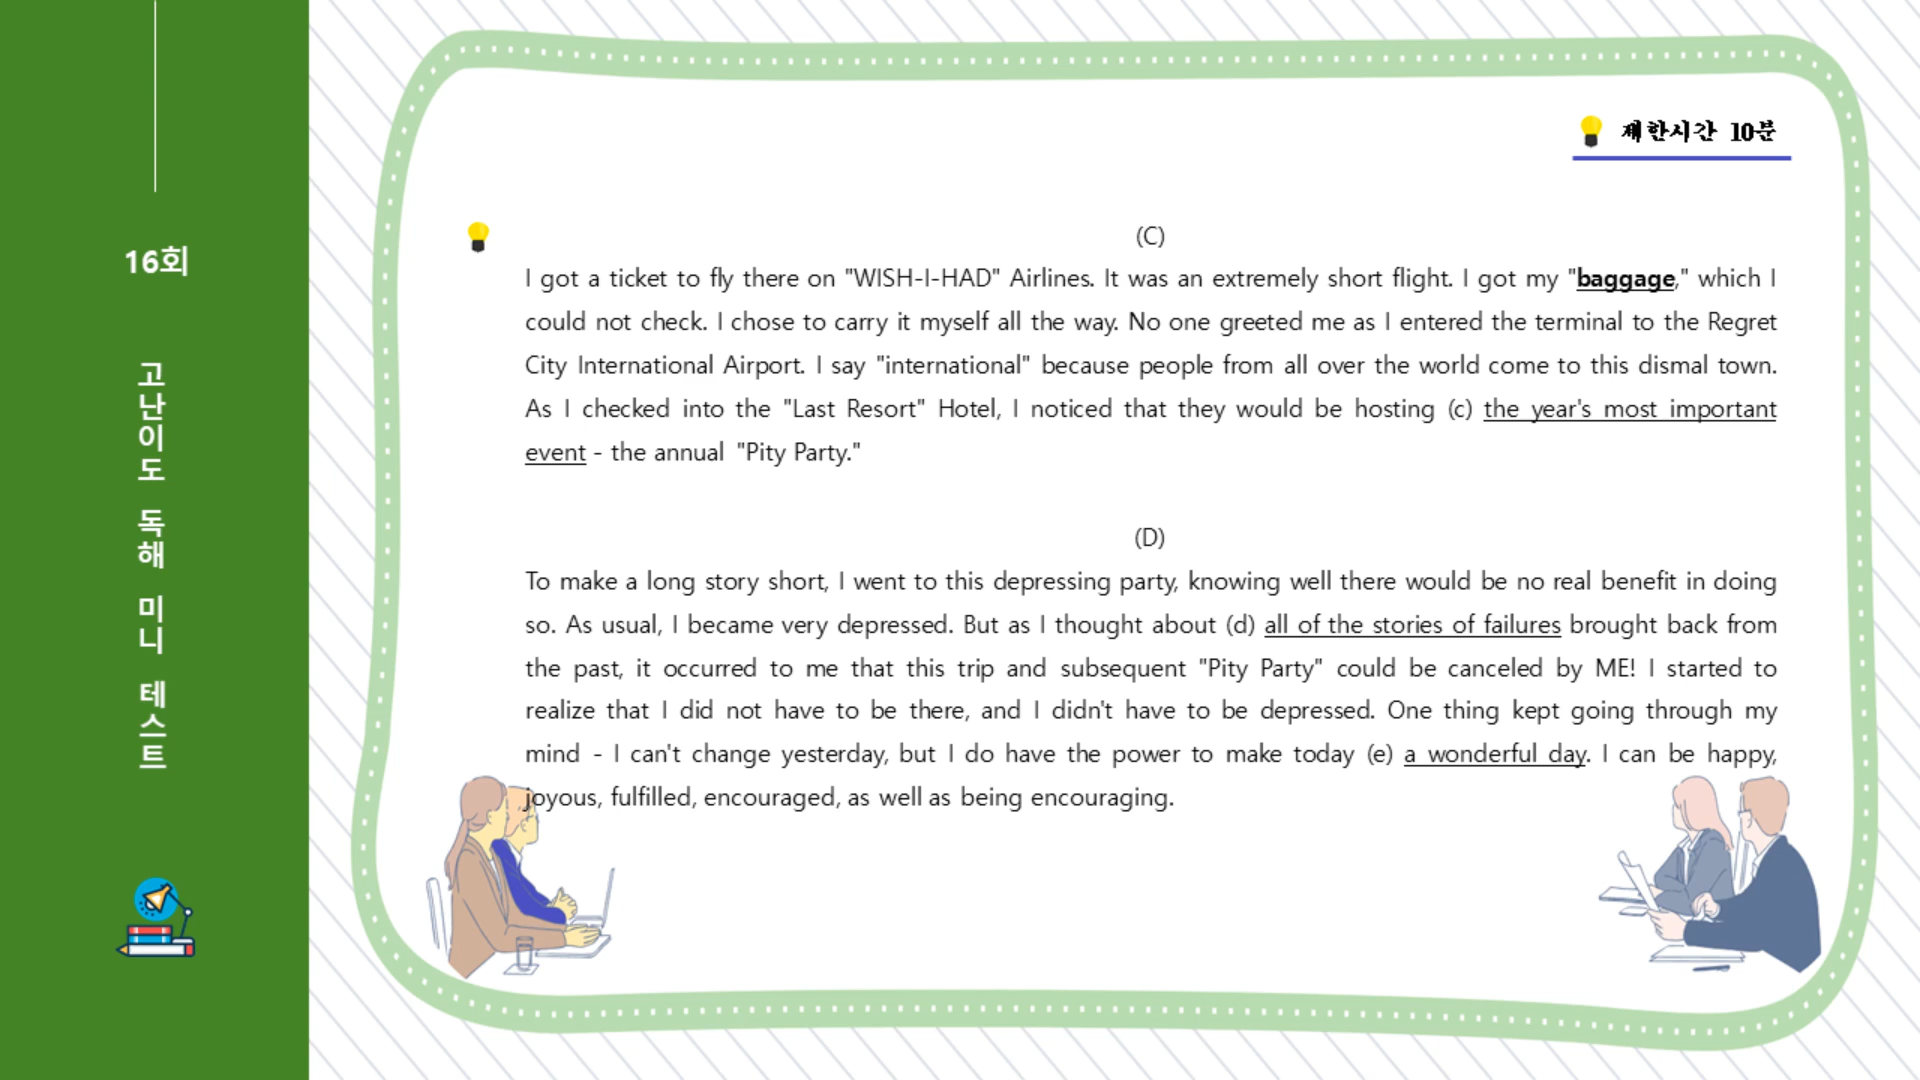 16회
고난이도 독해 미니 테스트
제한시간 10분
(C)
I got a ticket to fly there on "WISH-I-HAD" Airlines. It was an extremely short flight. I got my "baggage," which I
could not check. I chose to carry it myself all the way. No one greeted me as I entered the terminal to the Regret
City International Airport. I say "international" because people from all over the world come to this dismal town.
As I checked into the "Last Resort" Hotel, I noticed that they would be hosting (c) the year's most important
event - the annual "Pity Party."
(D)
To make a long story short, I went to this depressing party, knowing well there would be no real benefit in doing
so. As usual, I became very depressed. But as I thought about (d) all of the stories of failures brought back from
the past, it occurred to me that this trip and subsequent "Pity Party" could be canceled by ME! I started to
realize that I did not have to be there, and I didn't have to be depressed. One thing kept going through my
mind - I can't change yesterday, but I do have the power to make today (e) a wonderful day. I can be happy,
joyous, fulfilled, encouraged, as well as being encouraging.